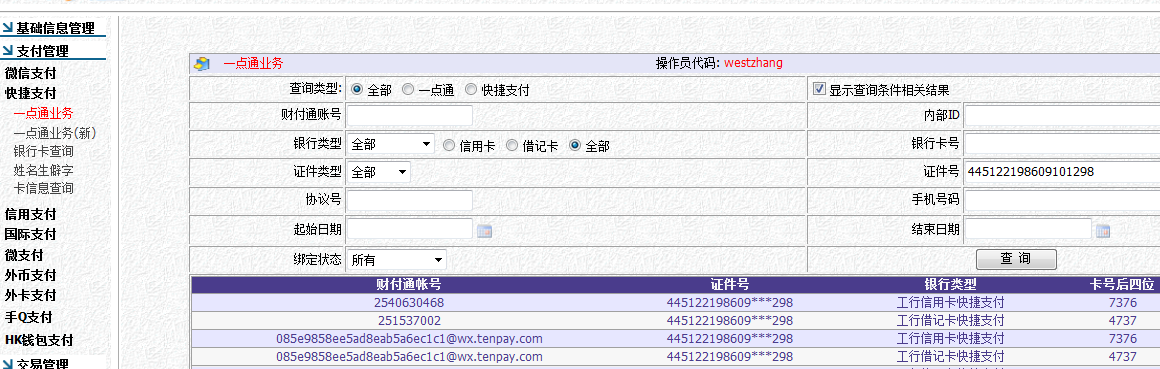 基础信息管理
支付管理
微信支付
快捷支付
一点通业务
一点通业务(新)
银行卡查询
姓名生僻字
卡信息查询
信用支付
国际支付
微支付
外币支付
外卡支付
手Q支付
HK钱包支付
交易管理
一点通业务 操作员代码: westzhang
查询类型: 全部 一点通 快捷支付 显示查询条件相关结果
财付通账号 内部ID
银行类型 全部 信用卡 借记卡 全部 银行卡号
证件类型 全部 证件号 445122198609101298
协议号 手机号码
起始日期 结束日期
绑定状态 所有 查 询
财付通帐号 证件号 银行类型 卡号后四位
2540630468 445122198609***298 工行信用卡快捷支付 7376
251537002 445122198609***298 工行借记卡快捷支付 4737
085e9858ee5ad8eab5a6ec1c1@wx.tenpay.com 445122198609***298 工行信用卡快捷支付 7376
085e9858ee5ad8eab5a6ec1c1@wx.tenpay.com 445122198609***298 工行借记卡快捷支付 4737